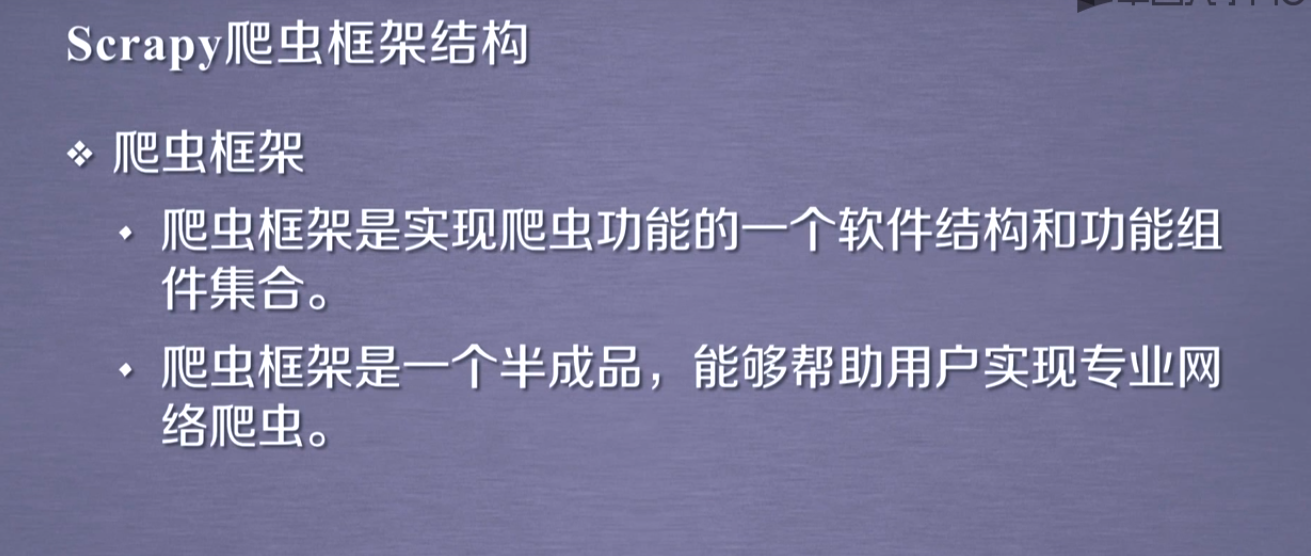 Scrapy爬虫框架结构
❖ 爬虫框架
爬虫框架是实现爬虫功能的一个软件结构和功能组
件集合。
爬虫框架是一个半成品，能够帮助用户实现专业网
络爬虫。